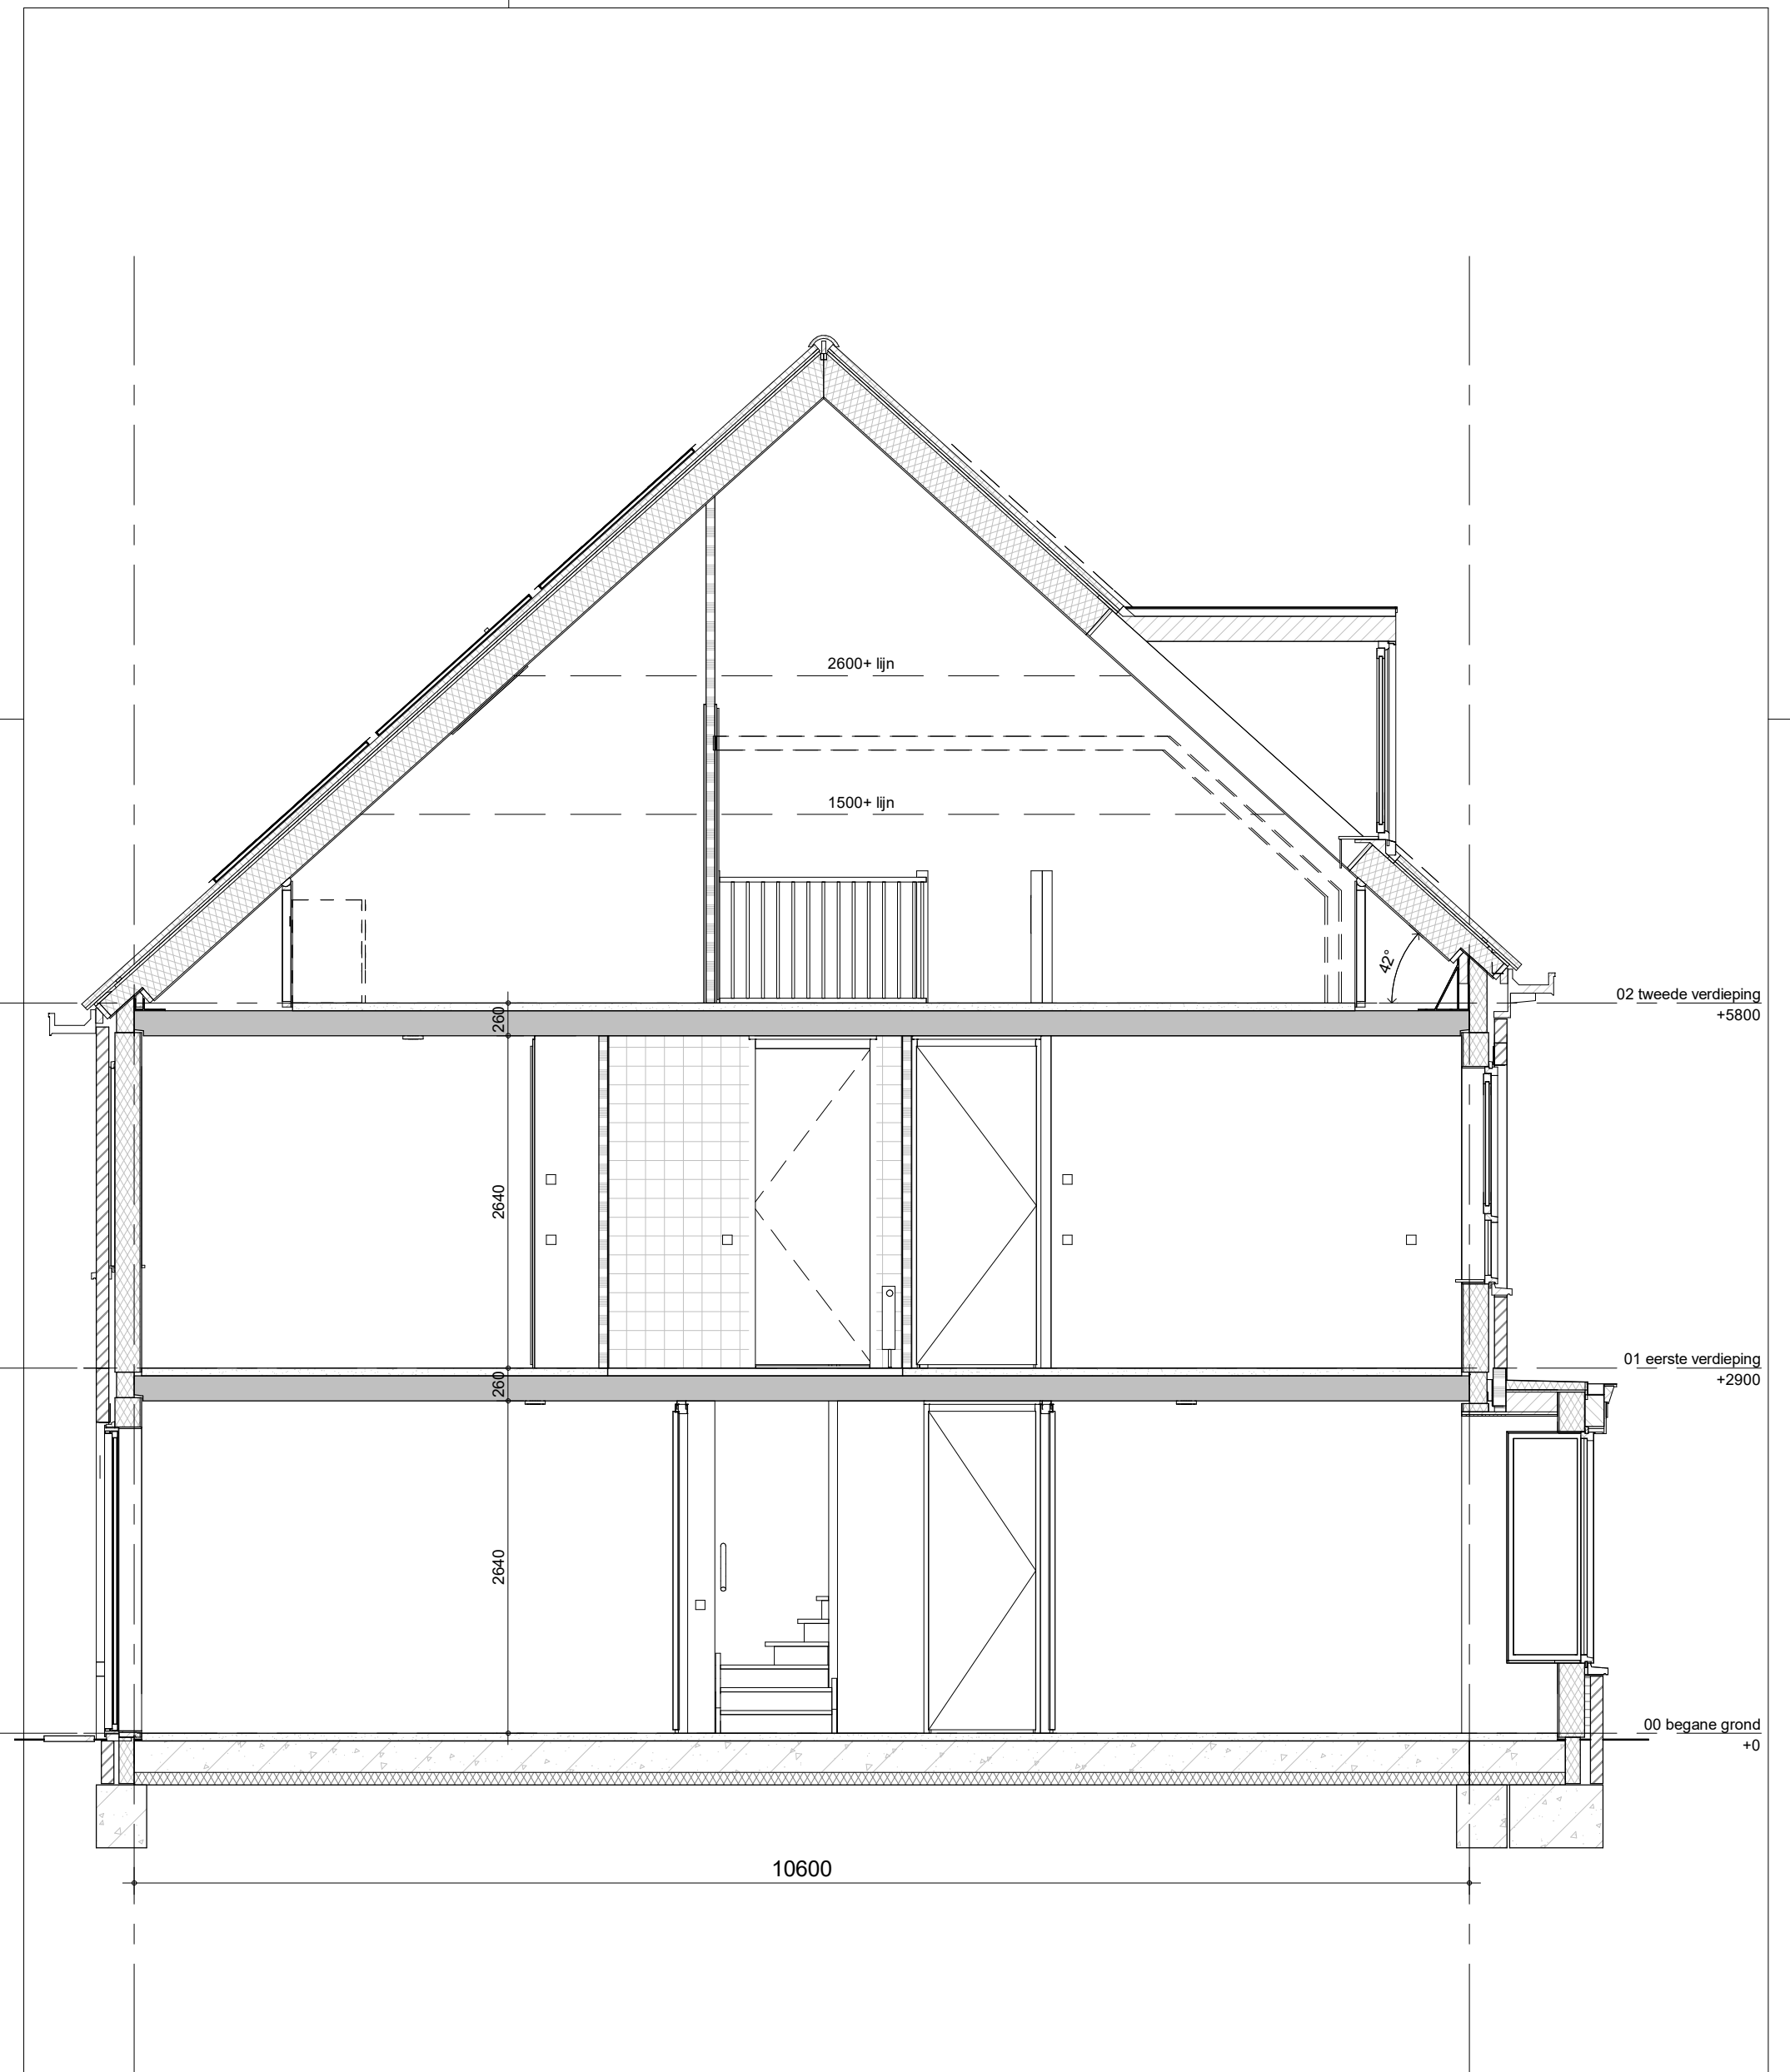 2600+ lijn
1500+ lijn
42°
02 tweede verdieping
+5800
260
2640
01 eerste verdieping
+2900
260
2640
00 begane grond
+0
10600